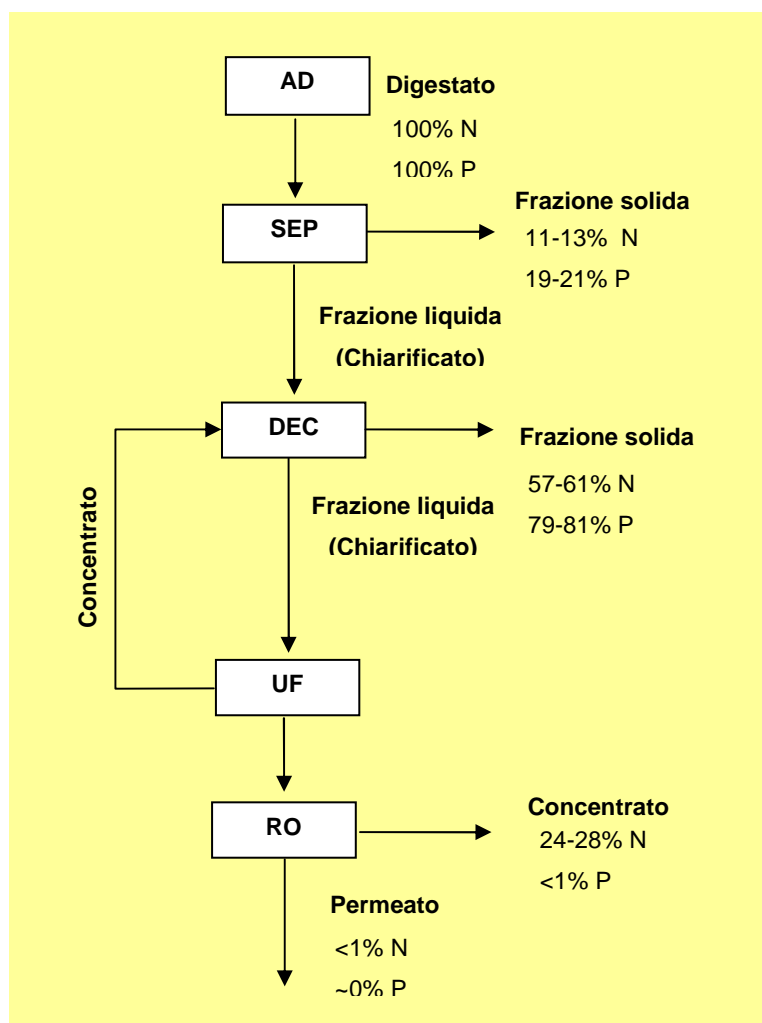 AD
Digestato
100% N
100% P
SEP
Frazione solida
11-13% N
19-21% P
Frazione liquida
(Chiarificato)
DEC
Frazione solida
57-61% N
79-81% P
Frazione liquida
(Chiarificato)
Concentrato
UF
RO
Concentrato
24-28% N
<1% P
Permeato
<1% N
~0% P